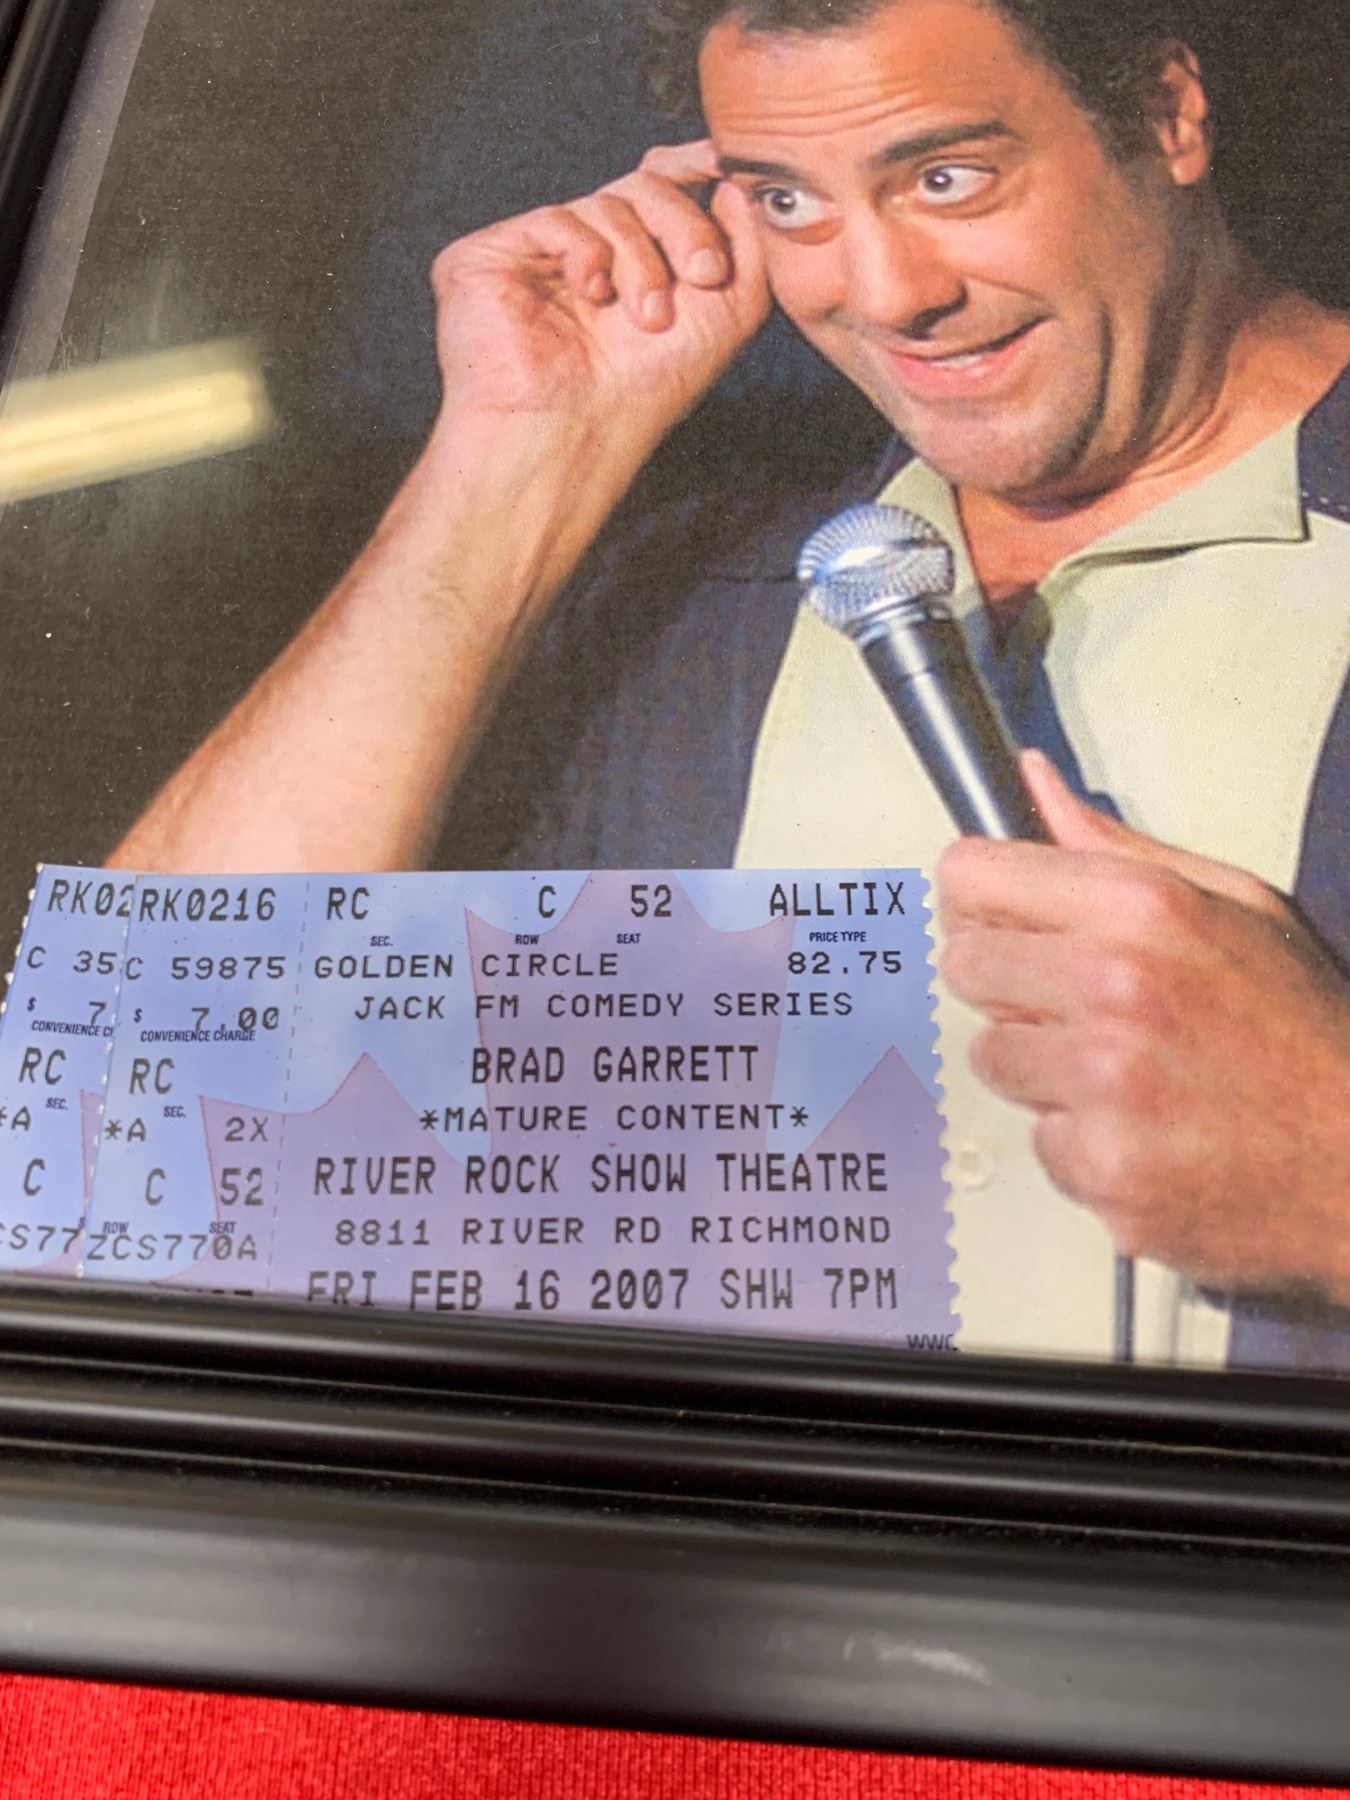 RK02
C 35
$ 7
CONVENIENCE C
RC
SEC.
*A
C
CS77
RK0216
C 59875
$ 7.00
CONVENIENCE CHARGE
RC
SEC.
*A 2X
C 52
ROW SEAT
ZCS770A
RC C 52 ALLTIX
SEC. ROW SEAT PRICE TYPE
GOLDEN CIRCLE 82.75
JACK FM COMEDY SERIES
BRAD GARRETT
*MATURE CONTENT*
RIVER ROCK SHOW THEATRE
8811 RIVER RD RICHMOND
FRI FEB 16 2007 SHW 7PM